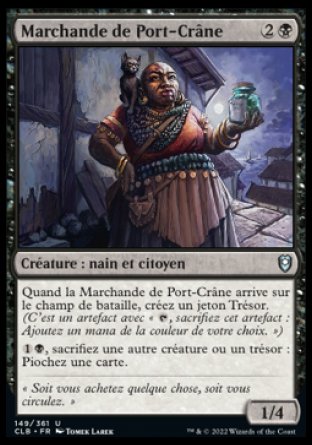 Marchande de Port-Crâne 2
Créature : nain et citoyen
Quand la Marchande de Port-Crâne arrive sur
le champ de bataille, créez un jeton Trésor.
(C'est un artefact avec « , sacrifiez cet artefact :
Ajoutez un mana de la couleur de votre choix. »)
1 , sacrifiez une autre créature ou un trésor :
Piochez une carte.
« Soit vous achetez quelque chose, soit vous
circulez. »
1/4
149/361 U
CLB • FR TOMEK LAREK
™ & © 2022 Wizards of the Coast